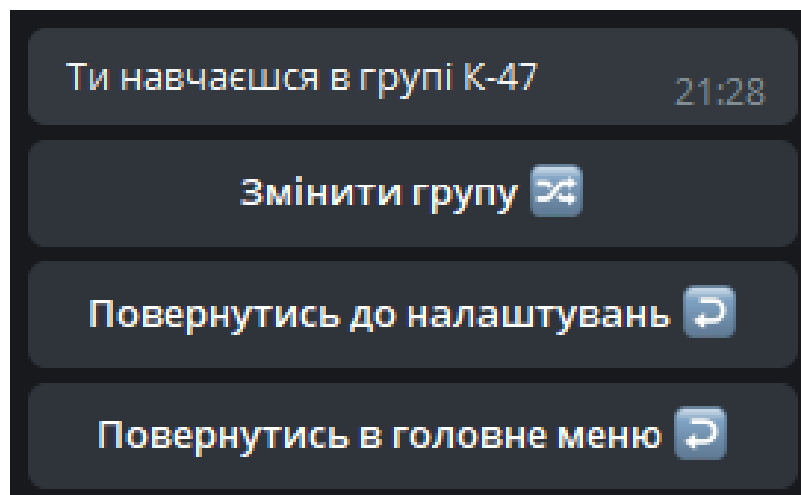 Ти навчаєшся в групі К-47
21:28
Змінити групу 🔀
Повернутись до налаштувань ↩️
Повернутись в головне меню ↩️